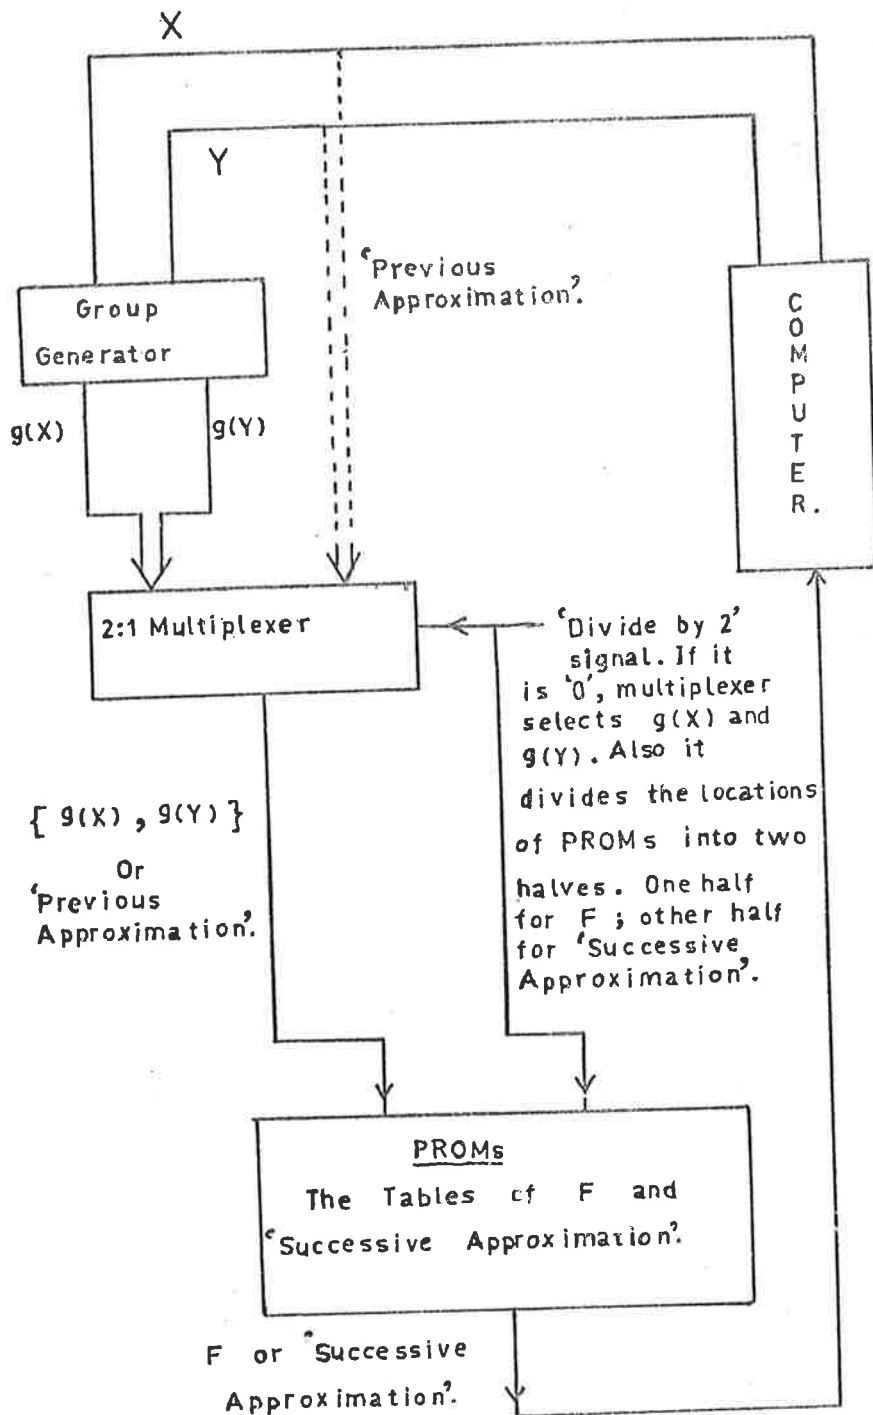 X
Y
‘Previous
Approximation’.
Group
Generator
COMPUTER.
g(X)
g(Y)
2:1 Multiplexer
‘Divide by 2’
signal. If it
is ‘0’, multiplexer
selects g(X) and
g(Y). Also it
divides the locations
of PROMs into two
halves. One half
for F ; other half
for ‘Successive
Approximation’.
{ g(X) , g(Y) }
Or
‘Previous
Approximation’.
PROMs
The Tables of F and
‘Successive Approximation’.
F or ‘Successive
Approximation’.